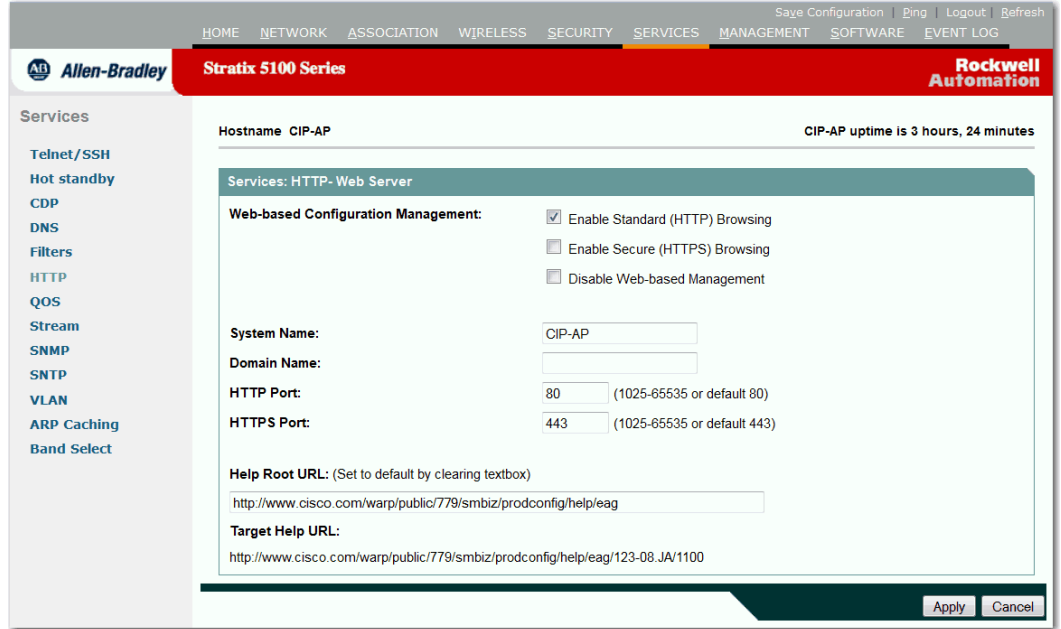 Save Configuration | Ping | Logout | Refresh
HOME NETWORK ASSOCIATION WIRELESS SECURITY SERVICES MANAGEMENT SOFTWARE EVENT LOG
AB Allen-Bradley Stratix 5100 Series Rockwell
Automation
Services
Hostname CIP-AP CIP-AP uptime is 3 hours, 24 minutes
Telnet/SSH
Hot standby
CDP
DNS
Filters
HTTP
QOS
Stream
SNMP
SNTP
VLAN
ARP Caching
Band Select
Services: HTTP- Web Server
Web-based Configuration Management: Enable Standard (HTTP) Browsing
Enable Secure (HTTPS) Browsing
Disable Web-based Management
System Name: CIP-AP
Domain Name:
HTTP Port: 80 (1025-65535 or default 80)
HTTPS Port: 443 (1025-65535 or default 443)
Help Root URL: (Set to default by clearing textbox)
http://www.cisco.com/warp/public/779/smbiz/prodconfig/help/eag
Target Help URL:
http://www.cisco.com/warp/public/779/smbiz/prodconfig/help/eag/123-08.JA/1100
Apply Cancel